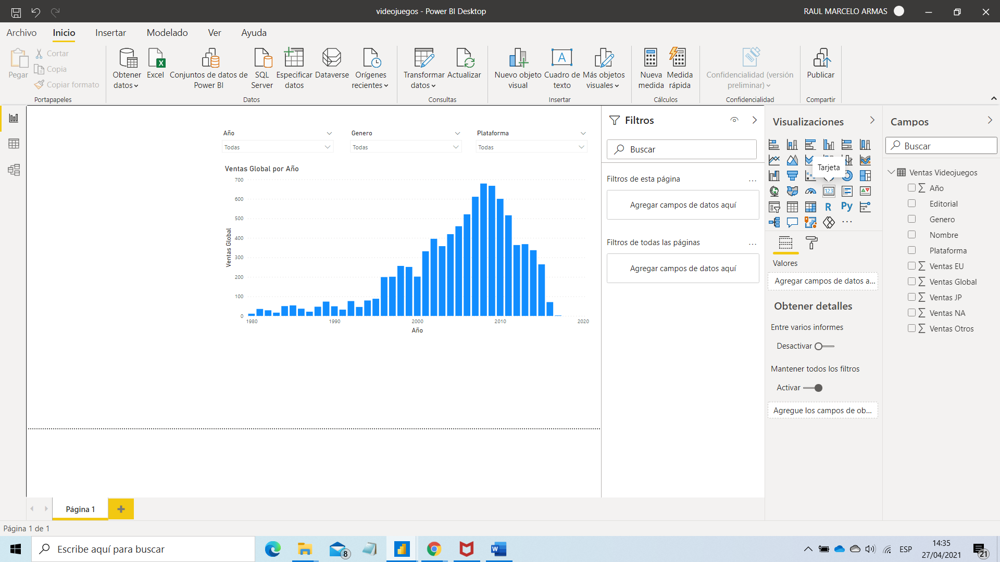 videojuegos - Power BI Desktop
RAUL MARCELO ARMAS
Archivo
Inicio
Insertar
Modelado
Ver
Ayuda
Pegar
Cortar
Copia
Copiar formato
Portapapeles
Obtener datos
Excel
Conjuntos de datos de Power BI
SQL Server
Especificar datos
Dataverse
Orígenes recientes
Datos
Transformar datos
Actualizar
Consultas
Nuevo objeto visual
A
Cuadro de texto
Más objetos visuales
Insertar
Nueva medida
Medida rápida
Cálculos
Confidencialidad (versión preliminar)
Confidencialidad
Publicar
Compartir
Año
Todas
Genero
Todas
Plataforma
Todas
Ventas Global por Año
700
600
500
400
300
200
100
0
Ventas Global
1980
1990
2000
2010
2020
Año
Filtros
Buscar
Filtros de esta página
...
Agregar campos de datos aquí
Filtros de todas las páginas
...
Agregar campos de datos aquí
Visualizaciones
Tarjeta
123
R
Py
...
Valores
Agregar campos de datos a...
Obtener detalles
Entre varios informes
Desactivar
Mantener todos los filtros
Activar
Agregue los campos de ob...
Campos
Buscar
Ventas Videojuegos
Σ Año
Editorial
Genero
Nombre
Plataforma
Σ Ventas EU
Σ Ventas Global
Σ Ventas JP
Σ Ventas NA
Σ Ventas Otros
Página 1
+
Página 1 de 1
Escribe aquí para buscar
8
W
ESP
14:35
27/04/2021
21